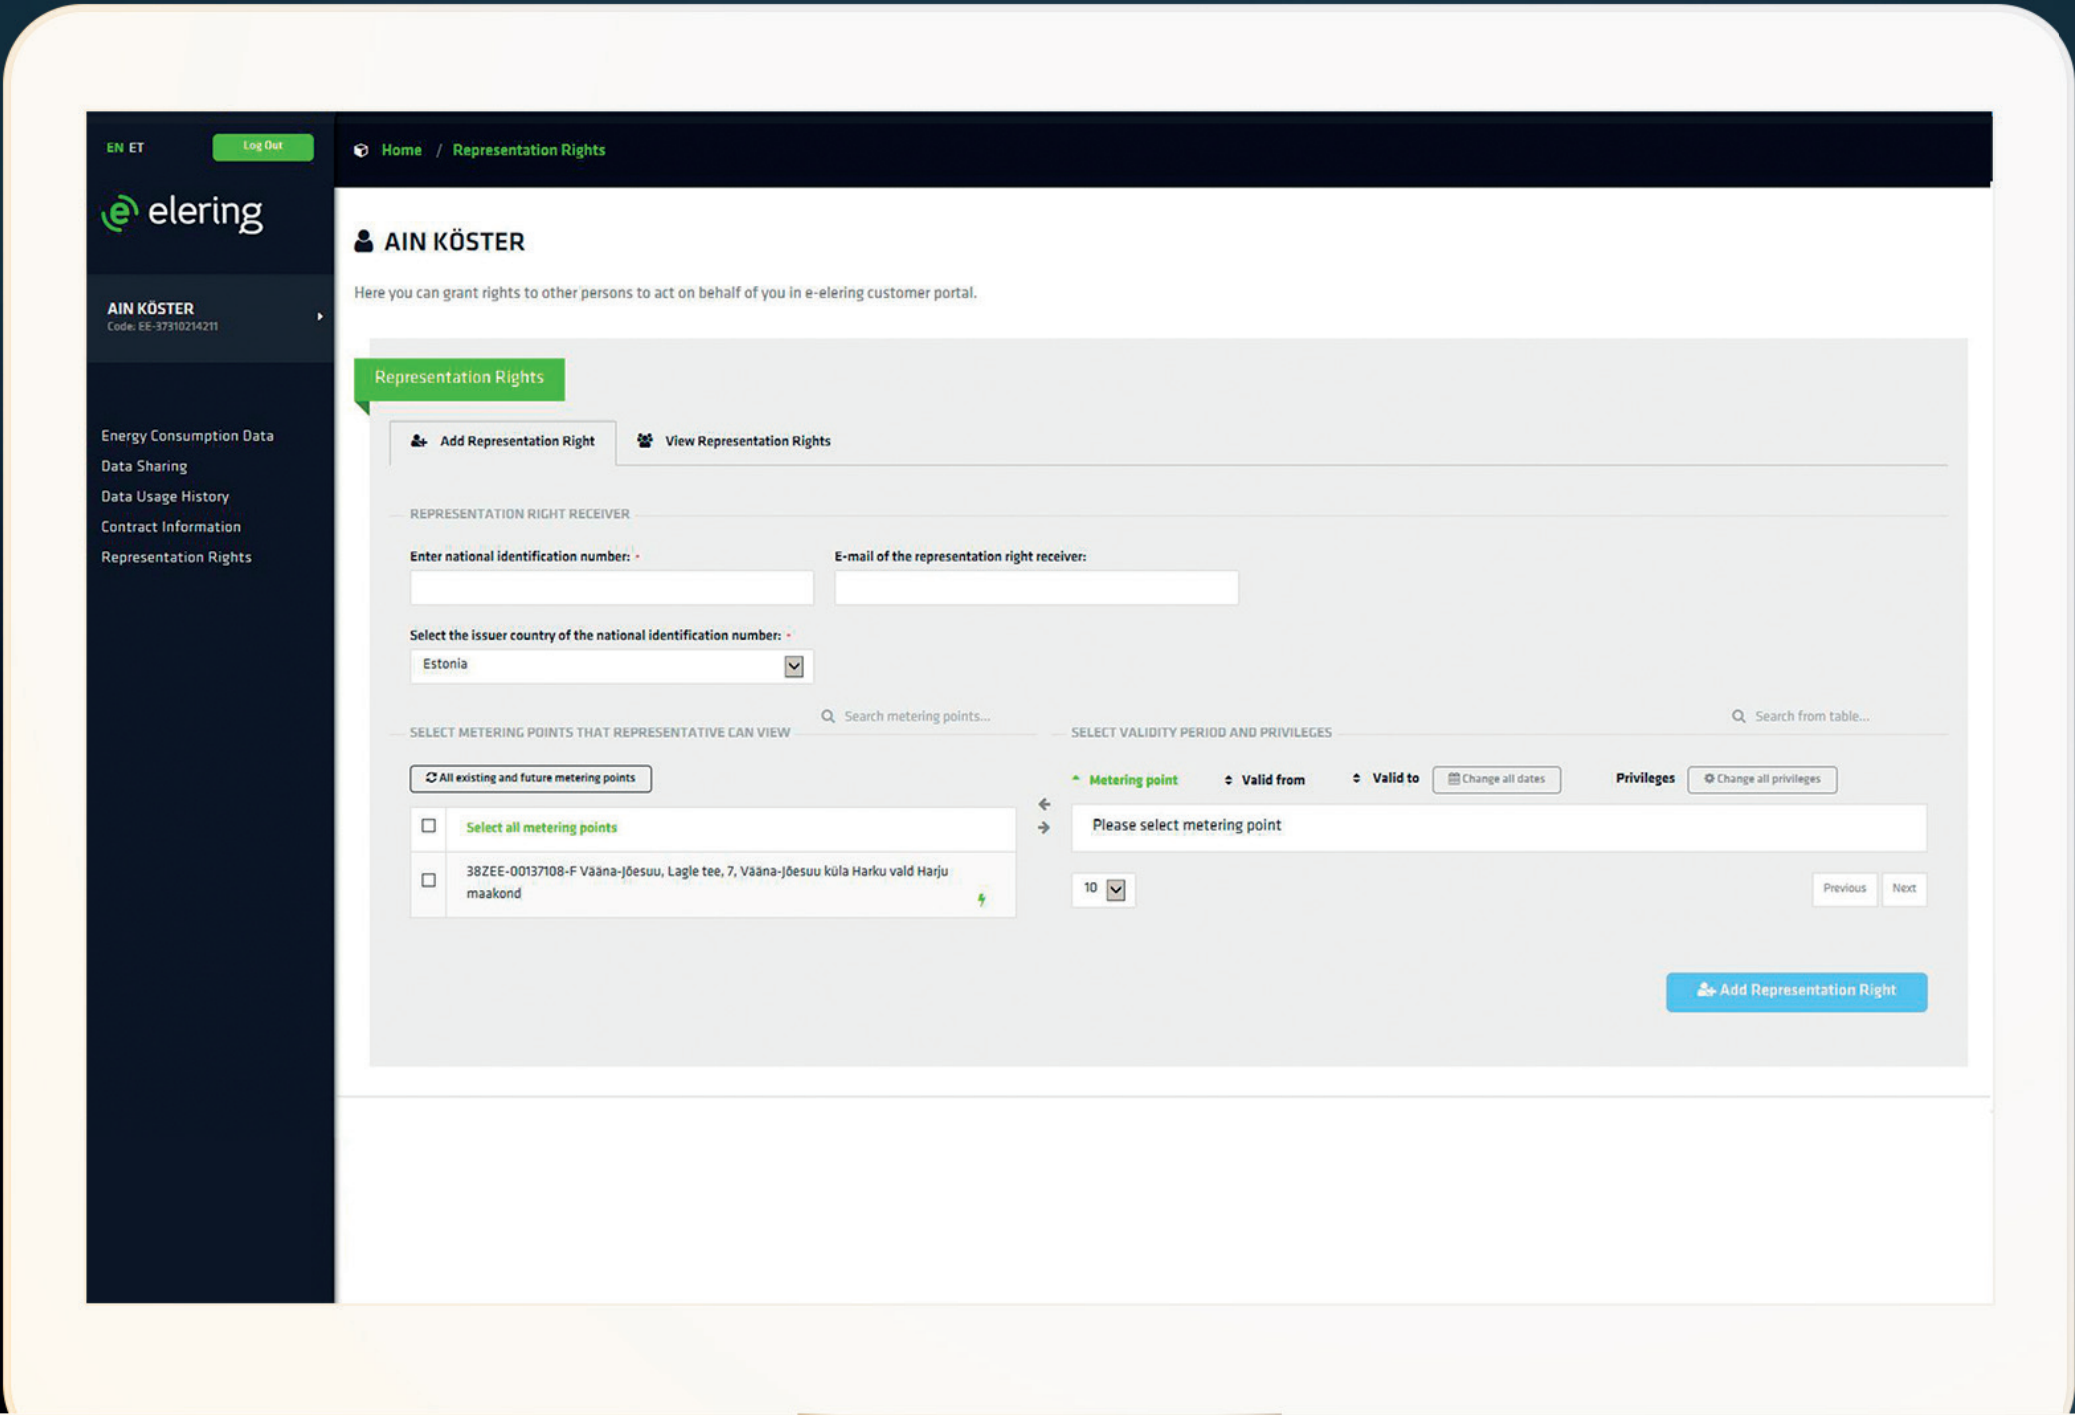 EN ET
Log Out
Home / Representation Rights
elering
AIN KÖSTER
Here you can grant rights to other persons to act on behalf of you in e-elering customer portal.
AIN KÖSTER
Code: EE-37310214211
Representation Rights
Add Representation Right
View Representation Rights
Energy Consumption Data
Data Sharing
Data Usage History
Contract Information
Representation Rights
REPRESENTATION RIGHT RECEIVER
Enter national identification number: *
E-mail of the representation right receiver:
Select the issuer country of the national identification number: *
Estonia
Search metering points...
SELECT METERING POINTS THAT REPRESENTATIVE CAN VIEW
All existing and future metering points
Select all metering points
38ZEE-00137108-F Vääna-Jõesuu, Lagle tee, 7, Vääna-Jõesuu küla Harku vald Harju
maakond
Search from table...
SELECT VALIDITY PERIOD AND PRIVILEGES
Metering point
Valid from
Valid to
Change all dates
Privileges
Change all privileges
Please select metering point
10
Previous
Next
Add Representation Right